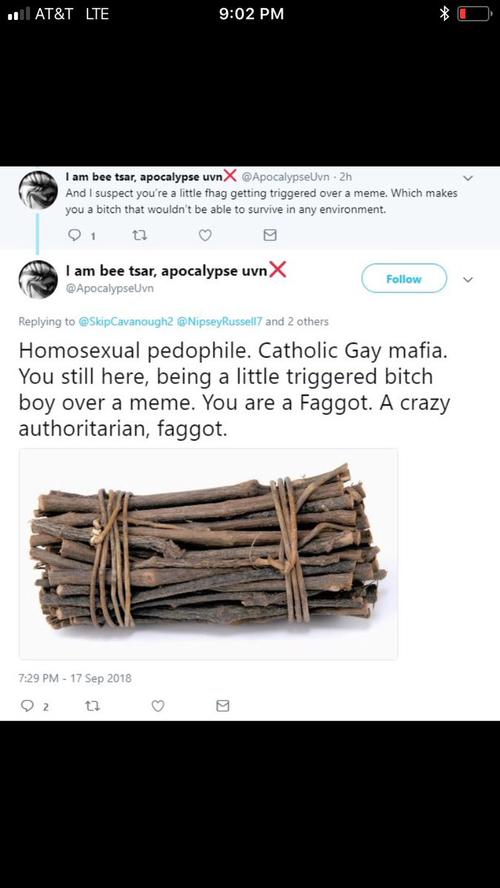 AT&T LTE 9:02 PM
I am bee tsar, apocalypse uvn❌ @ApocalypseUvn · 2h
And I suspect you're a little fhag getting triggered over a meme. Which makes
you a bitch that wouldn't be able to survive in any environment.
1
I am bee tsar, apocalypse uvn❌
@ApocalypseUvn
Follow
Replying to @SkipCavanough2 @NipseyRussell7 and 2 others
Homosexual pedophile. Catholic Gay mafia.
You still here, being a little triggered bitch
boy over a meme. You are a Faggot. A crazy
authoritarian, faggot.
7:29 PM - 17 Sep 2018
2